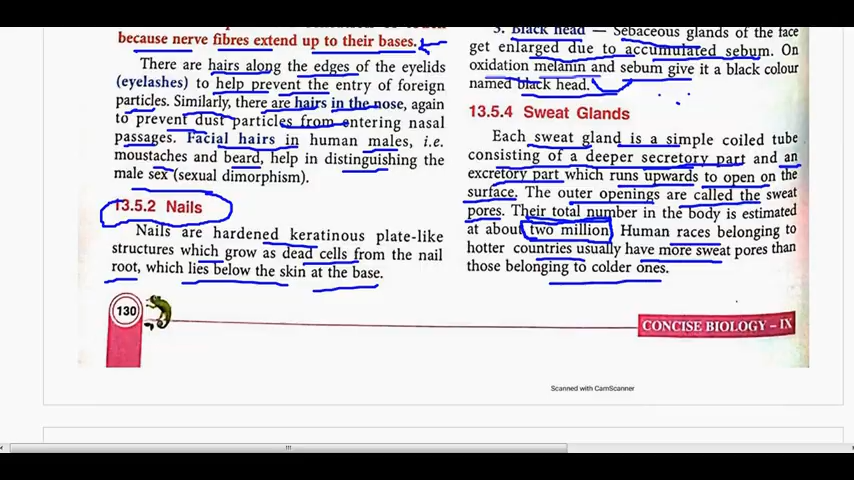 because nerve fibres extend up to their bases.
There are hairs along the edges of the eyelids
(eyelashes) to help prevent the entry of foreign
particles. Similarly, there are hairs in the nose, again
to prevent dust particles from entering nasal
passages. Facial hairs in human males, i.e.
moustaches and beard, help in distinguishing the
male sex (sexual dimorphism).
13.5.2 Nails
Nails are hardened keratinous plate-like
structures which grow as dead cells from the nail
root, which lies below the skin at the base.
3. Black head — Sebaceous glands of the face
get enlarged due to accumulated sebum. On
oxidation melanin and sebum give it a black colour
named black head.
13.5.4 Sweat Glands
Each sweat gland is a simple coiled tube
consisting of a deeper secretory part and an
excretory part which runs upwards to open on the
surface. The outer openings are called the sweat
pores. Their total number in the body is estimated
at about two million. Human races belonging to
hotter countries usually have more sweat pores than
those belonging to colder ones.
130
CONCISE BIOLOGY – IX
Scanned with CamScanner